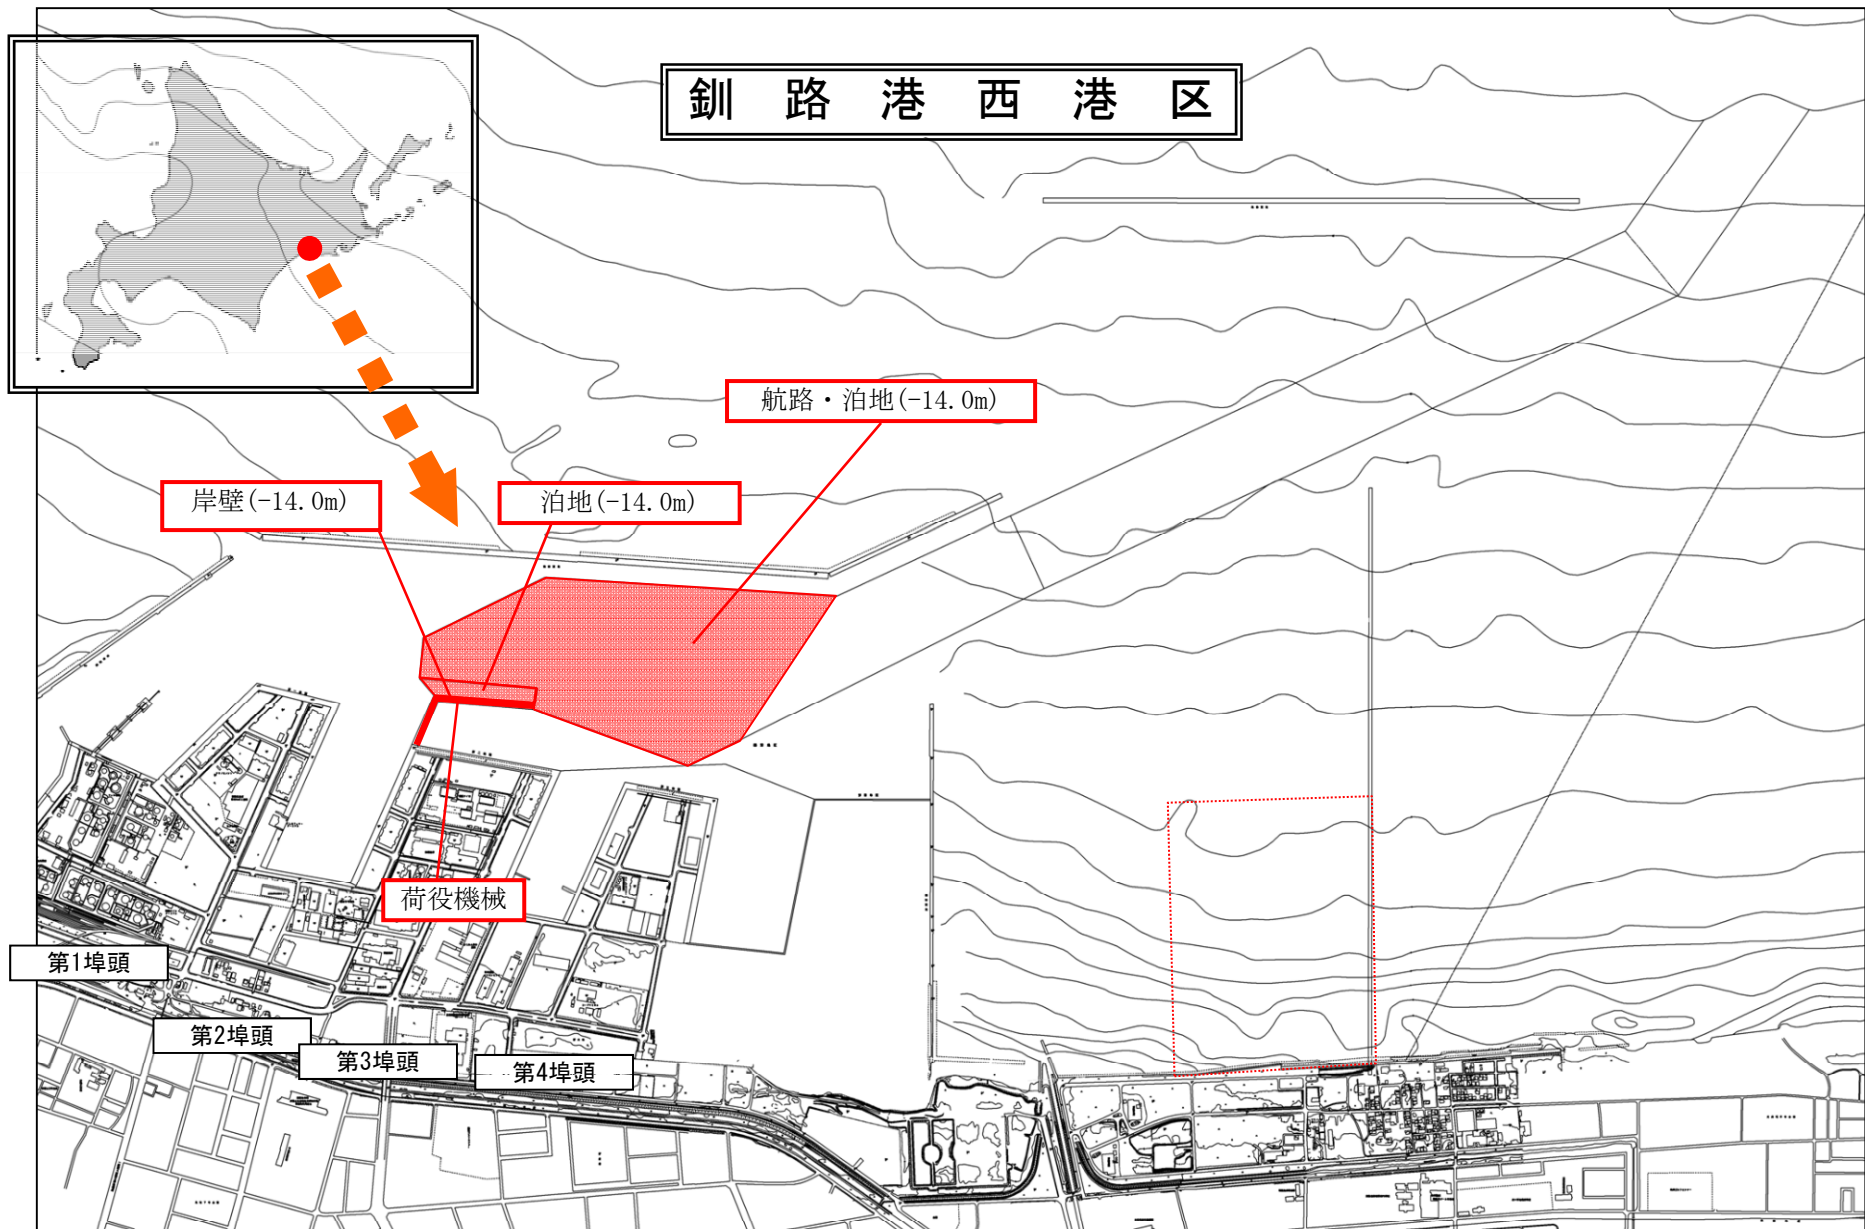 釧路港西港区
航路・泊地(-14.0m)
岸壁(-14.0m)
泊地(-14.0m)
荷役機械
第1埠頭
第2埠頭
第3埠頭
第4埠頭